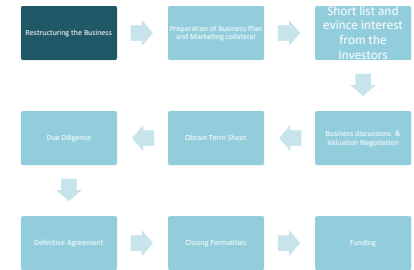 Restructuring the Business
Preparation of Business Plan
and Marketing collateral
Short list and
evince interest
from the
Investors
Business discussions &
Valuation Negotiation
Obtain Term Sheet
Due Diligence
Definitive Agreement
Closing Formalities
Funding